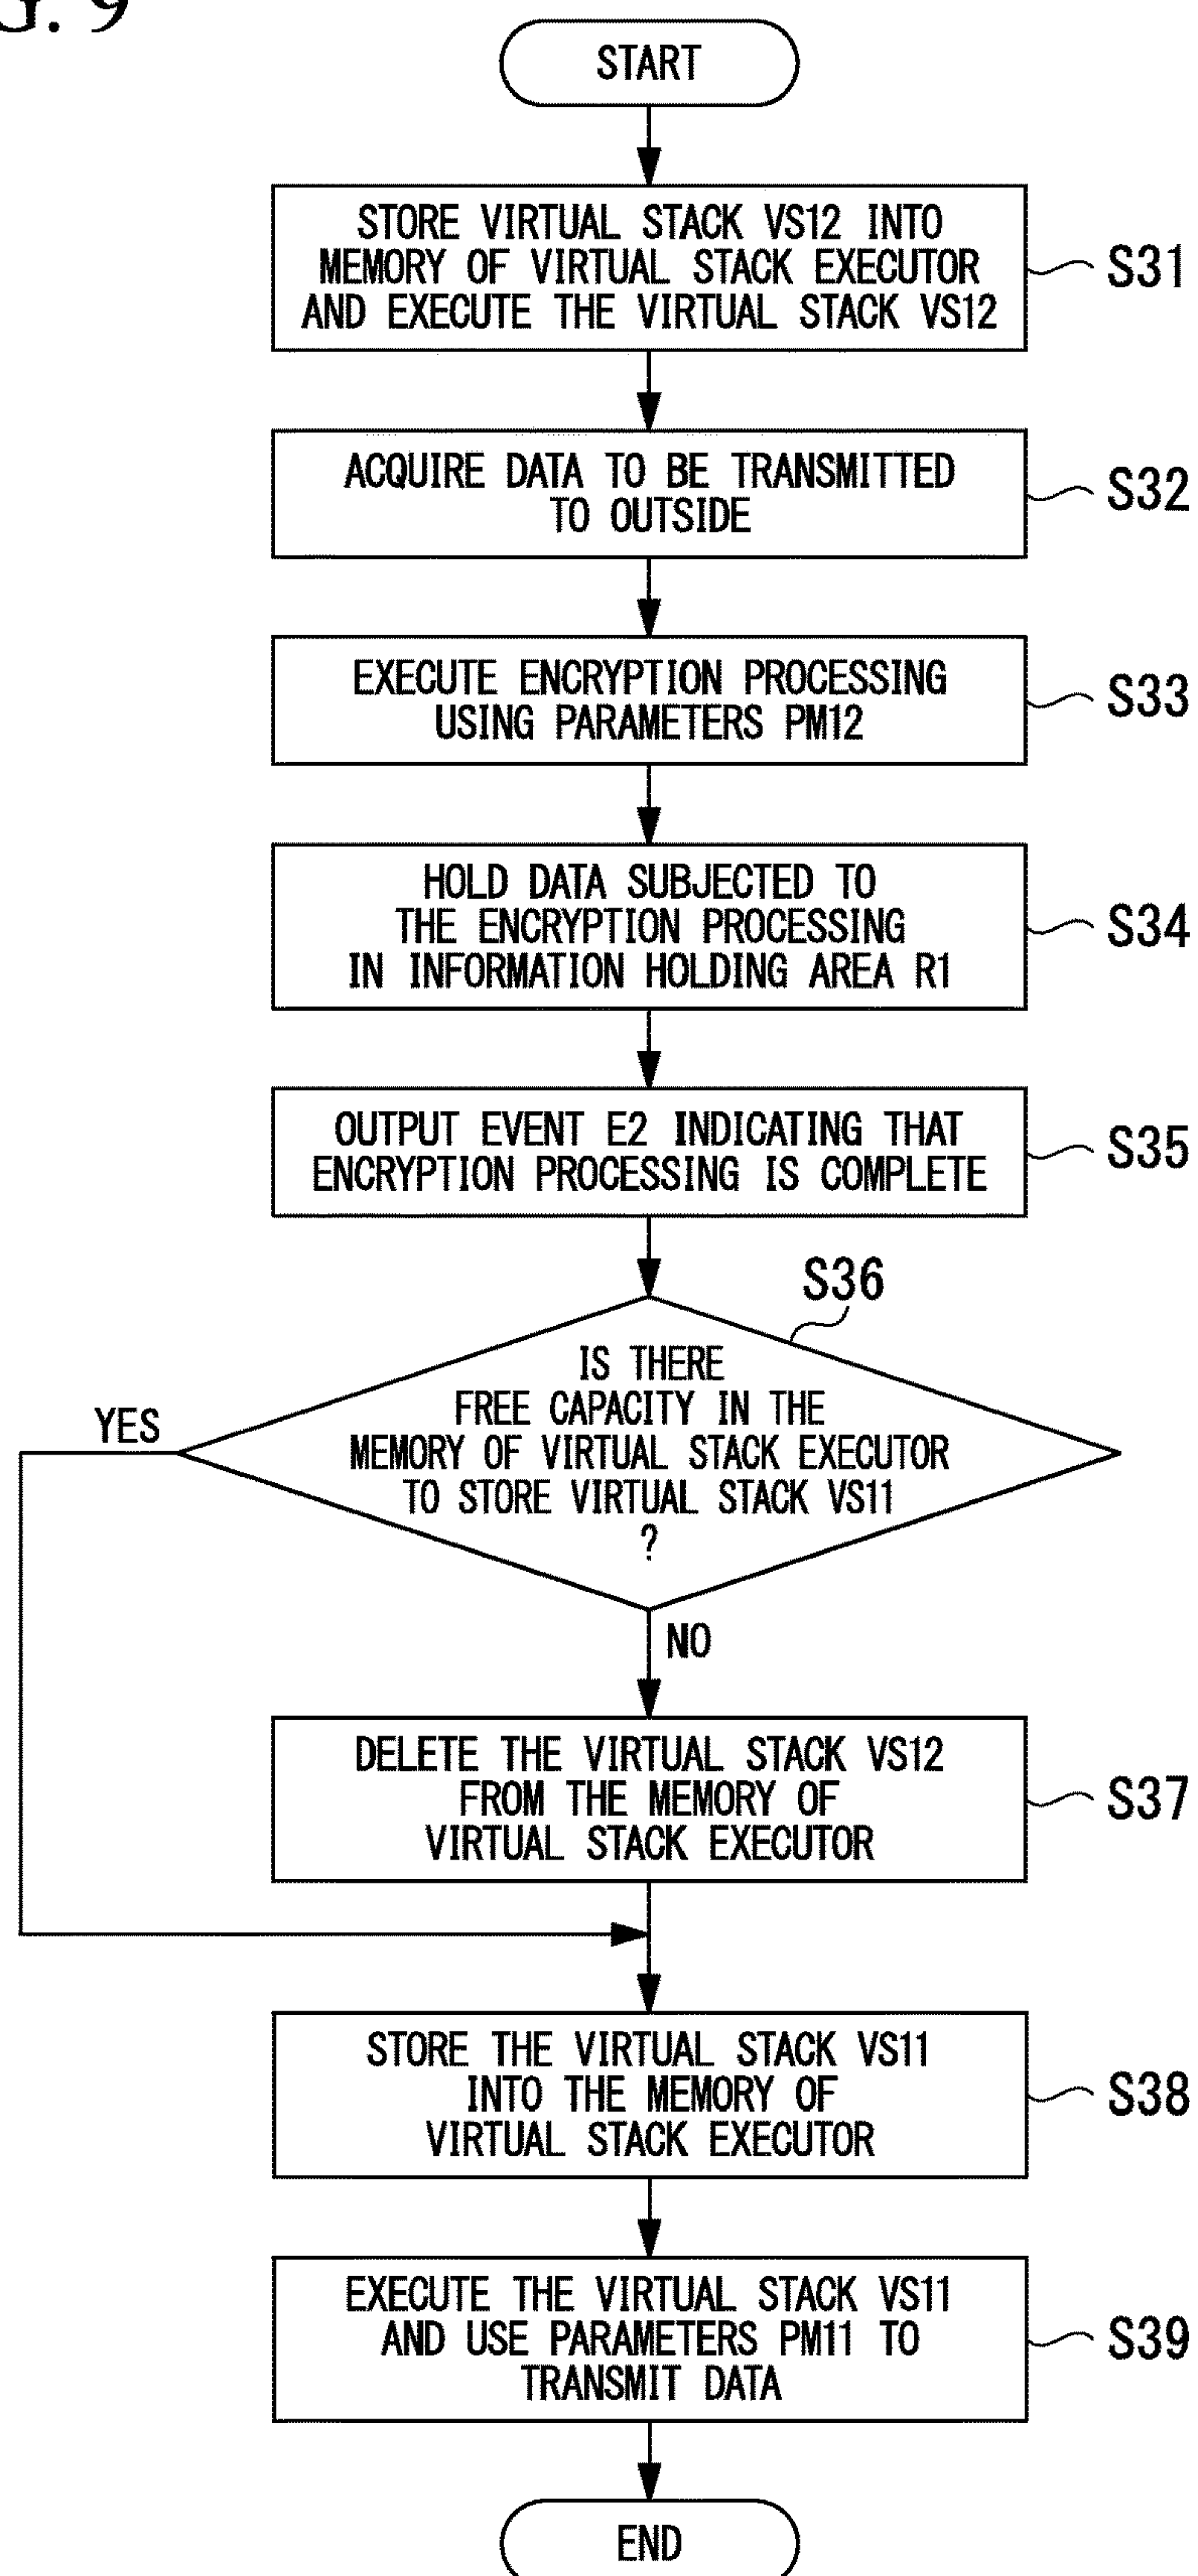 G. 9
START
STORE VIRTUAL STACK VS12 INTO
MEMORY OF VIRTUAL STACK EXECUTOR
AND EXECUTE THE VIRTUAL STACK VS12
S31
ACQUIRE DATA TO BE TRANSMITTED
TO OUTSIDE
S32
EXECUTE ENCRYPTION PROCESSING
USING PARAMETERS PM12
S33
HOLD DATA SUBJECTED TO
THE ENCRYPTION PROCESSING
IN INFORMATION HOLDING AREA R1
S34
OUTPUT EVENT E2 INDICATING THAT
ENCRYPTION PROCESSING IS COMPLETE
S35
S36
IS THERE
FREE CAPACITY IN THE
MEMORY OF VIRTUAL STACK EXECUTOR
TO STORE VIRTUAL STACK VS11
?
YES
NO
DELETE THE VIRTUAL STACK VS12
FROM THE MEMORY OF
VIRTUAL STACK EXECUTOR
S37
STORE THE VIRTUAL STACK VS11
INTO THE MEMORY OF
VIRTUAL STACK EXECUTOR
S38
EXECUTE THE VIRTUAL STACK VS11
AND USE PARAMETERS PM11 TO
TRANSMIT DATA
S39
END